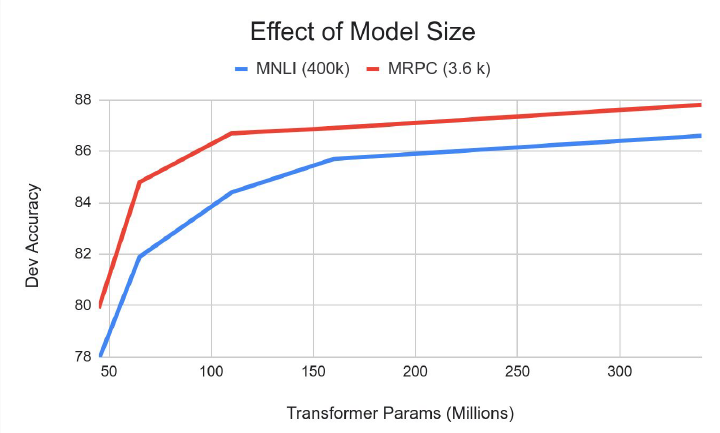 Effect of Model Size
MNLI (400k) MRPC (3.6 k)
88
86
84
82
80
78
Dev Accuracy
50 100 150 200 250 300
Transformer Params (Millions)